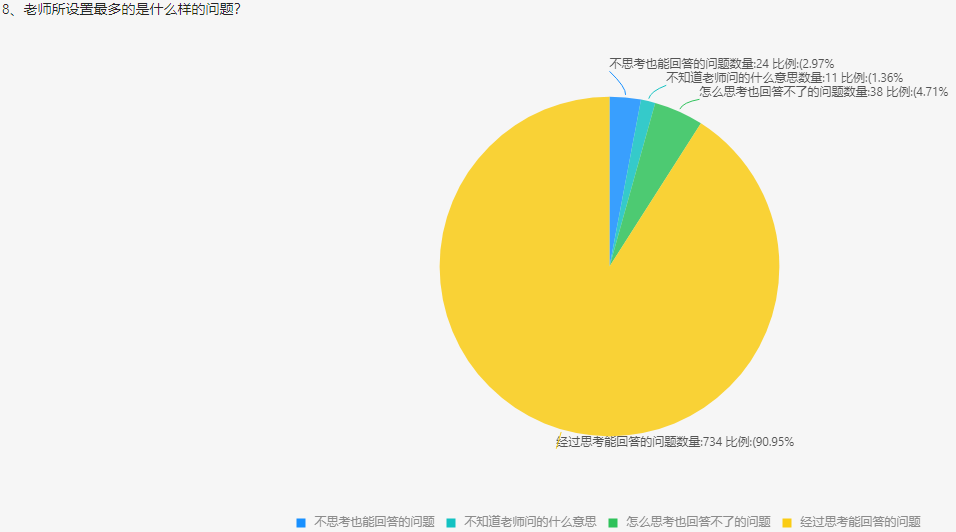 8、老师所设置最多的是什么样的问题?
不思考也能回答的问题数量:24 比例:(2.97%
不知道老师问的什么意思数量:11 比例:(1.36%
怎么思考也回答不了的问题数量:38 比例:(4.71%
经过思考能回答的问题数量:734 比例:(90.95%
不思考也能回答的问题 不知道老师问的什么意思 怎么思考也回答不了的问题 经过思考能回答的问题